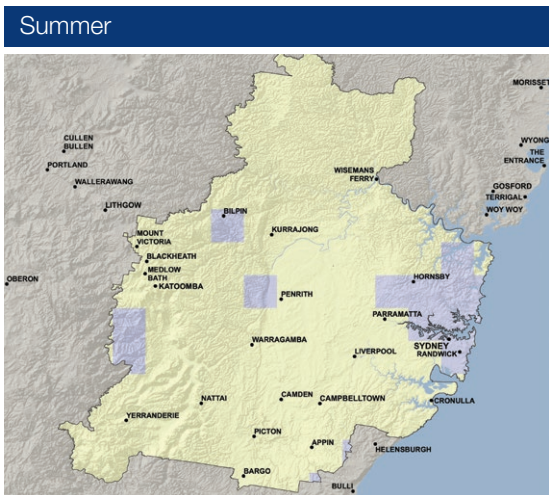 Summer
MORISSET
CULLEN
BULLEN
WYONG
THE
ENTRANCE
PORTLAND
WALLERAWANG
WISEMANS
FERRY
GOSFORD
TERRIGAL
WOY WOY
LITHGOW
BILPIN
KURRAJONG
MOUNT
VICTORIA
BLACKHEATH
MEDLOW
BATH
KATOOMBA
OBERON
HORNSBY
PENRITH
PARRAMATTA
WARRAGAMBA
SYDNEY
RANDWICK
LIVERPOOL
NATTAI
CAMDEN
CAMPBELLTOWN
CRONULLA
YERRANDERIE
PICTON
APPIN
HELENSBURGH
BARGO
BULLI